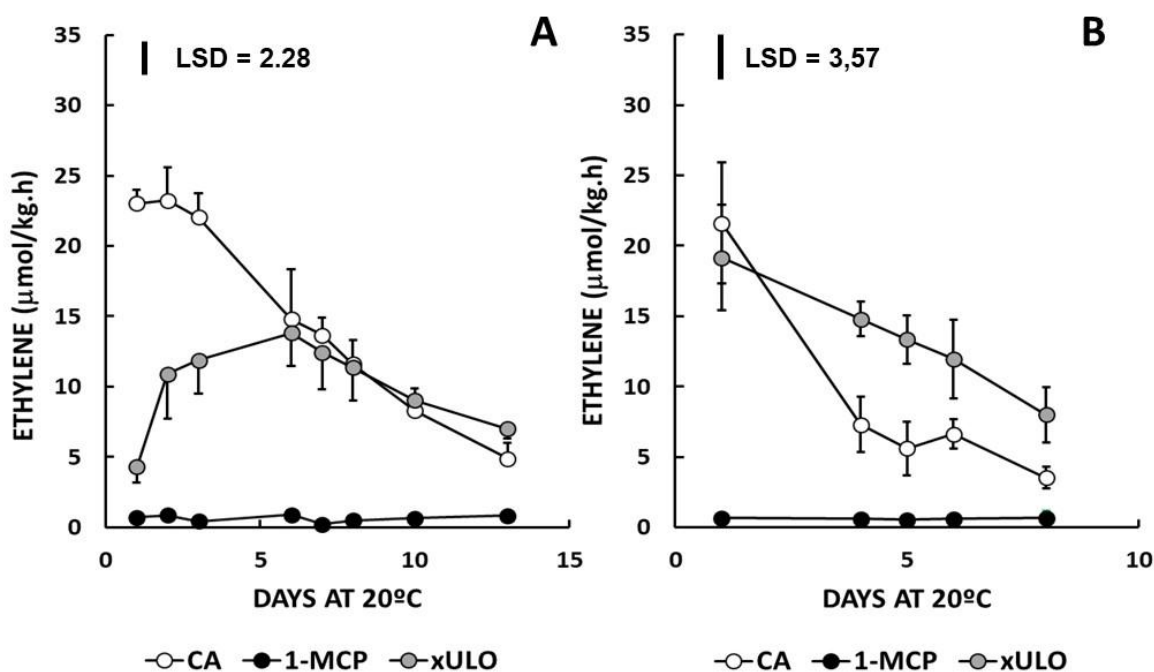 A
LSD = 2.28
35
30
25
20
15
10
5
0
ETHYLENE (μmol/kg.h)
0 5 10 15
DAYS AT 20ºC
CA 1-MCP xULO
B
LSD = 3,57
35
30
25
20
15
10
5
0
ETHYLENE (μmol/kg.h)
0 5 10
DAYS AT 20ºC
CA 1-MCP xULO